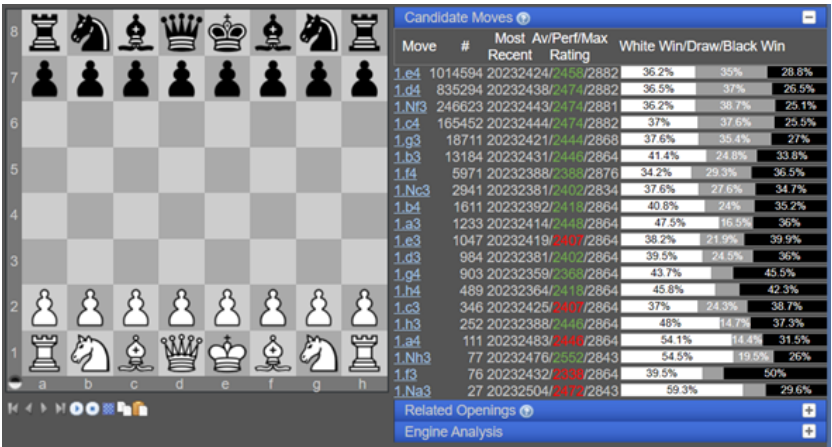 Candidate Moves
Move # Most Recent Av/Perf/Max Rating White Win/Draw/Black Win
8
1.e4 1014594 20232424/2458/2882 36.2% 35% 28.8%
7
1.d4 835294 20232438/2474/2882 36.5% 37% 26.5%
1.Nf3 246623 20232443/2474/2881 36.2% 38.7% 25.1%
6
1.c4 165452 20232444/2474/2882 37% 37.6% 25.5%
1.g3 18711 20232421/2444/2868 37.6% 35.4% 27%
1.b3 13184 20232431/2446/2864 41.4% 24.8% 33.8%
5
1.f4 5971 20232388/2388/2876 34.2% 29.3% 36.5%
1.Nc3 2941 20232381/2402/2834 37.6% 27.6% 34.7%
4
1.b4 1611 20232392/2418/2864 40.8% 24% 35.2%
1.a3 1233 20232414/2448/2864 47.5% 16.5% 36%
1.e3 1047 20232419/2407/2864 38.2% 21.9% 39.9%
3
1.d3 984 20232381/2402/2864 39.5% 24.5% 36%
1.g4 903 20232359/2368/2864 43.7% 45.5%
1.h4 489 20232364/2418/2864 45.8% 42.3%
2
1.c3 346 20232425/2407/2864 37% 24.3% 38.7%
1.h3 252 20232388/2446/2864 48% 14.7% 37.3%
1
1.a4 111 20232483/2446/2864 54.1% 14.4% 31.5%
1.Nh3 77 20232476/2552/2843 54.5% 19.5% 26%
1.f3 76 20232432/2338/2864 39.5% 50%
a b c d e f g h
1.Na3 27 20232504/2472/2843 59.3% 29.6%
Related Openings
Engine Analysis